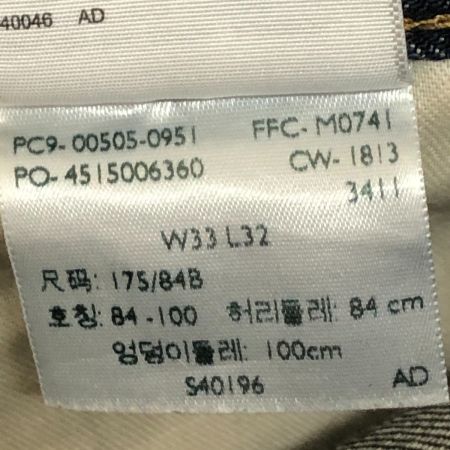 40046 AD
PC9-00505-0951 FFC-M0741
PO-4515006360 CW-1813
3411
W33 L32
尺码: 175/84B
호칭: 84-100 허리둘레: 84 cm
엉덩이둘레: 100cm
S40196 AD